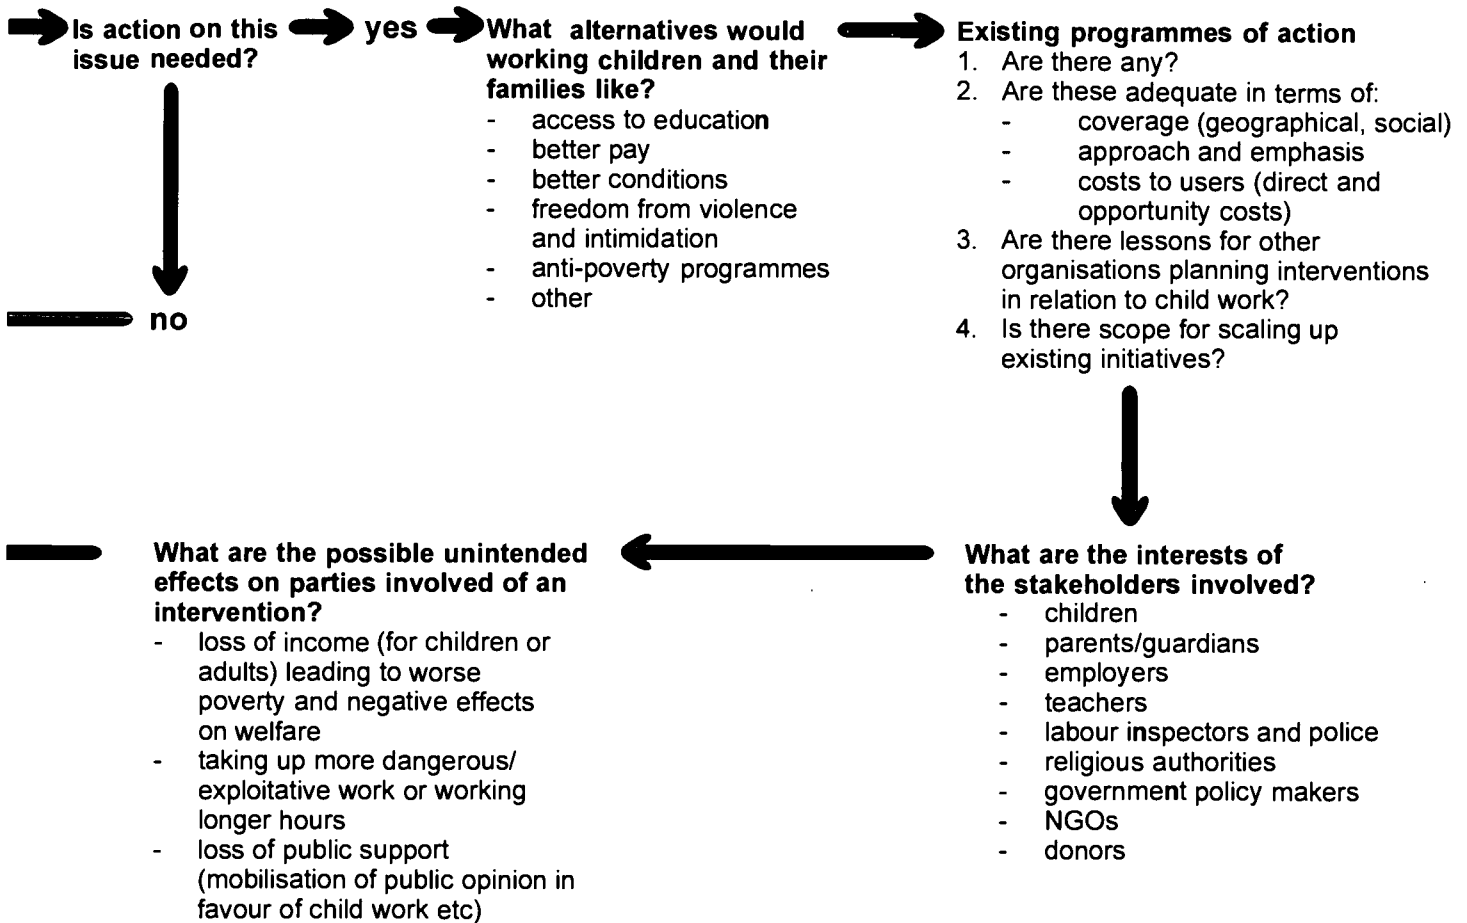 Is action on this
issue needed?
yes
no
What alternatives would
working children and their
families like?
- access to education
- better pay
- better conditions
- freedom from violence
and intimidation
- anti-poverty programmes
- other
Existing programmes of action
1. Are there any?
2. Are these adequate in terms of:
- coverage (geographical, social)
- approach and emphasis
- costs to users (direct and
opportunity costs)
3. Are there lessons for other
organisations planning interventions
in relation to child work?
4. Is there scope for scaling up
existing initiatives?
What are the interests of
the stakeholders involved?
- children
- parents/guardians
- employers
- teachers
- labour inspectors and police
- religious authorities
- government policy makers
- NGOs
- donors
What are the possible unintended
effects on parties involved of an
intervention?
- loss of income (for children or
adults) leading to worse
poverty and negative effects
on welfare
- taking up more dangerous/
exploitative work or working
longer hours
- loss of public support
(mobilisation of public opinion in
favour of child work etc)